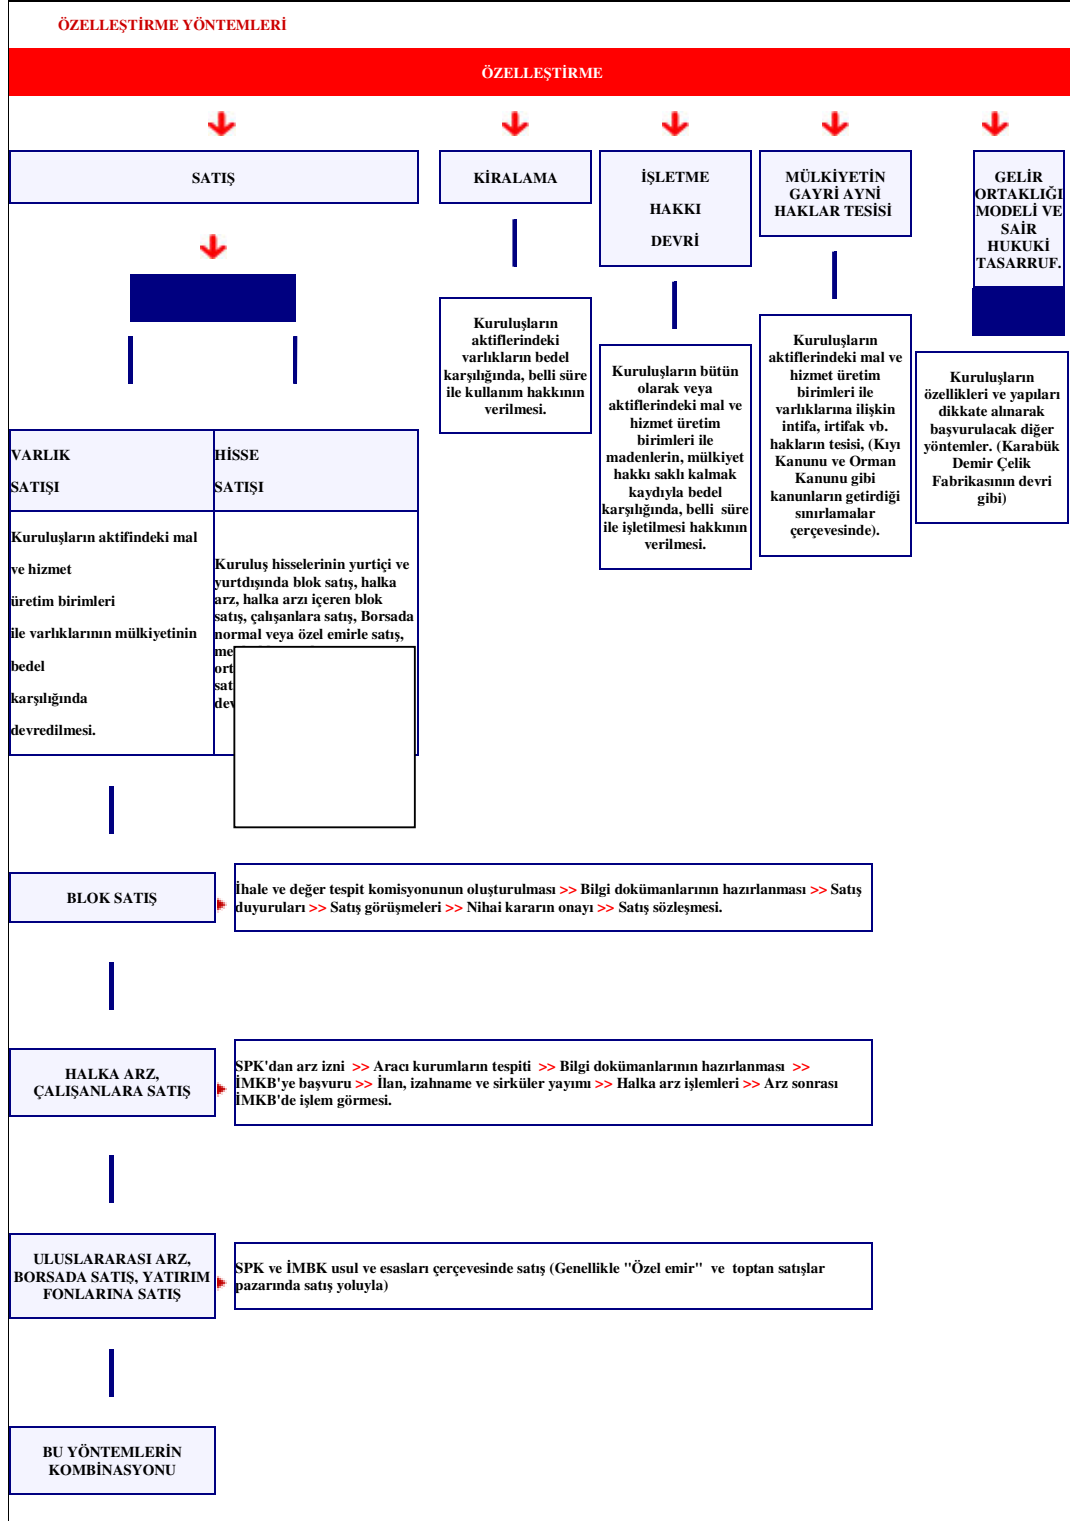 ÖZELLEŞTİRME YÖNTEMLERİ
ÖZELLEŞTİRME
SATIŞ
KİRALAMA
İŞLETME
HAKKI
DEVRİ
MÜLKİYETİN
GAYRİ AYNİ
HAKLAR TESİSİ
GELİR
ORTAKLIĞI
MODELİ VE
SAİR
HUKUKİ
TASARRUF.
Kuruluşların
aktiflerindeki
varlıkların bedel
karşılığında, belli süre
ile kullanım hakkının
verilmesi.
Kuruluşların bütün
olarak veya
aktiflerindeki mal ve
hizmet üretim
birimleri ile
madenlerin, mülkiyet
hakkı saklı kalmak
kaydıyla bedel
karşılığında, belli  süre
ile işletilmesi hakkının
verilmesi.
Kuruluşların
aktiflerindeki mal ve
hizmet üretim
birimleri ile
varlıklarına ilişkin
intifa, irtifak vb.
hakların tesisi, (Kıyı
Kanunu ve Orman
Kanunu gibi
kanunların getirdiği
sınırlamalar
çerçevesinde).
Kuruluşların
özellikleri ve yapıları
dikkate alınarak
başvurulacak diğer
yöntemler. (Karabük
Demir Çelik
Fabrikasının devri
gibi)
VARLIK
SATIŞI
HİSSE
SATIŞI
Kuruluşların aktifindeki mal
ve hizmet
üretim birimleri
ile varlıklarının mülkiyetinin
bedel
karşılığında
devredilmesi.
Kuruluş hisselerinin yurtiçi ve
yurtdışında blok satış, halka
arz, halka arzı içeren blok
satış, çalışanlara satış, Borsada
normal veya özel emirle satış,
BLOK SATIŞ
İhale ve değer tespit komisyonunun oluşturulması >> Bilgi dokümanlarının hazırlanması >> Satış
duyuruları >> Satış görüşmeleri >> Nihai kararın onayı >> Satış sözleşmesi.
HALKA ARZ,
ÇALIŞANLARA SATIŞ
SPK'dan arz izni  >> Aracı kurumların tespiti  >> Bilgi dokümanlarının hazırlanması  >>
İMKB'ye başvuru >> İlan, izahname ve sirküler yayımı >> Halka arz işlemleri >> Arz sonrası
İMKB'de işlem görmesi.
ULUSLARARASI ARZ,
BORSADA SATIŞ, YATIRIM
FONLARINA SATIŞ
SPK ve İMBK usul ve esasları çerçevesinde satış (Genellikle "Özel emir"  ve  toptan satışlar
pazarında satış yoluyla)
BU YÖNTEMLERİN
KOMBİNASYONU